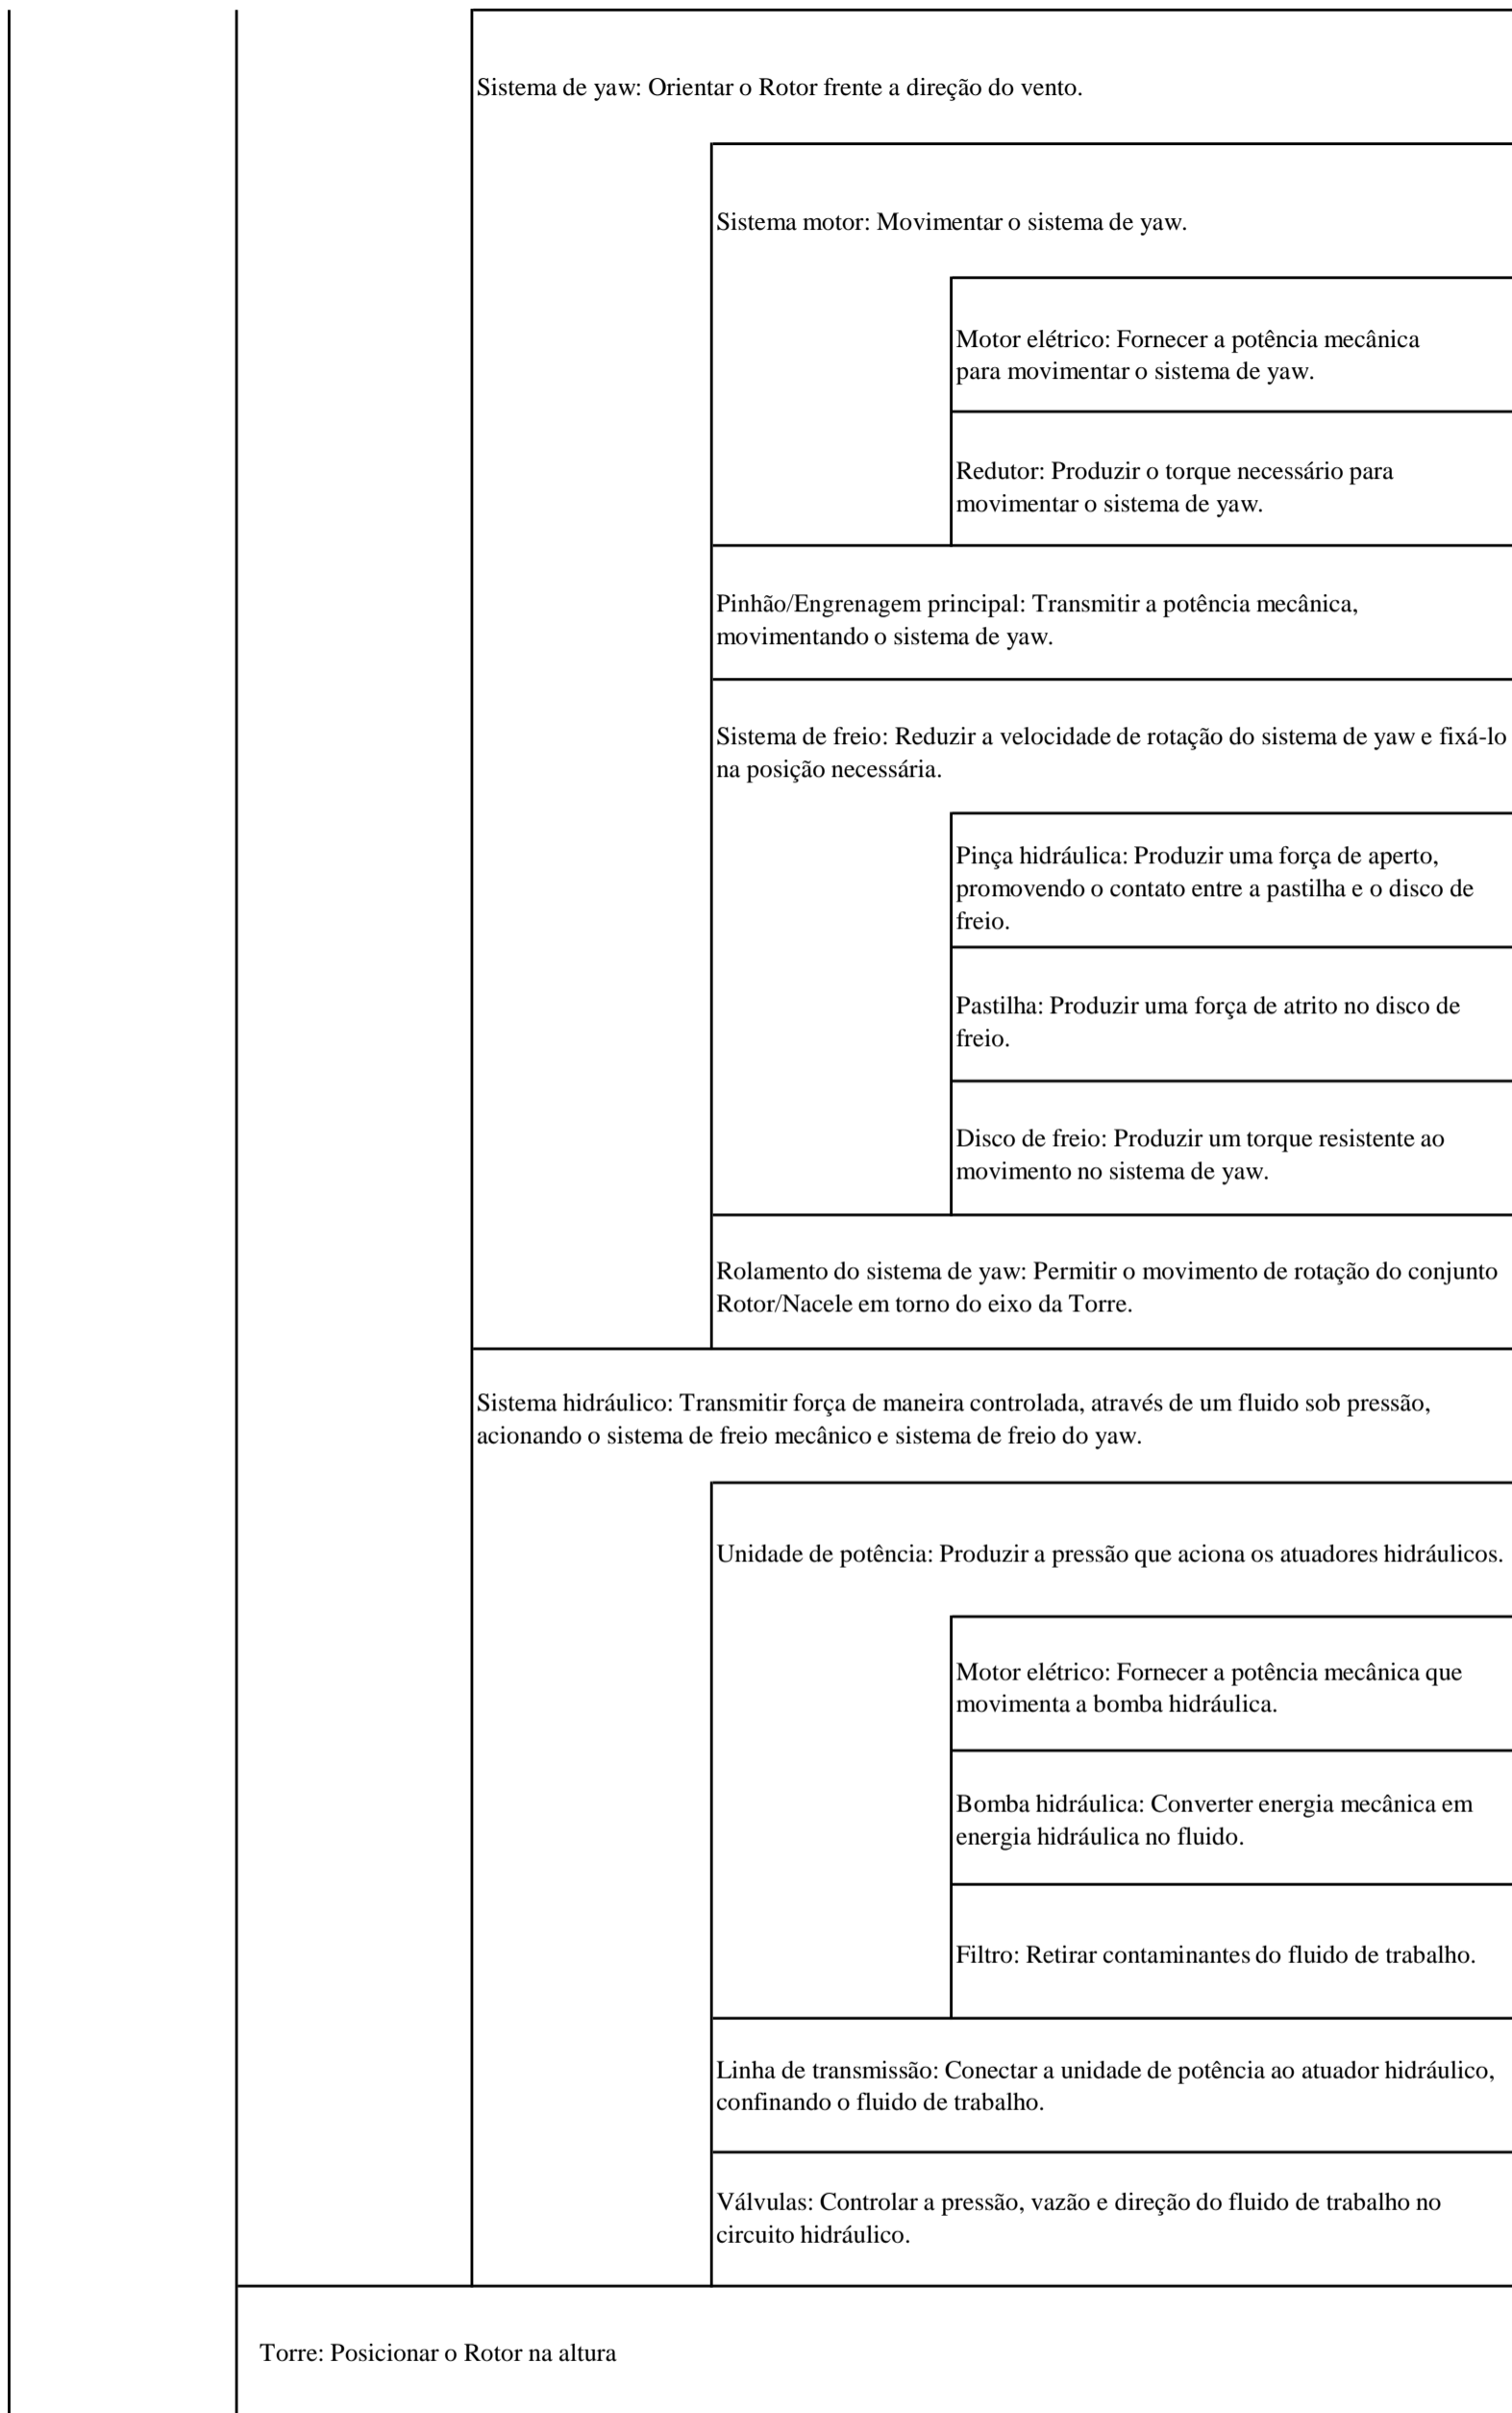 Sistema de yaw: Orientar o Rotor frente a direção do vento.
Sistema motor: Movimentar o sistema de yaw.
Motor elétrico: Fornecer a potência mecânica
para movimentar o sistema de yaw.
Redutor: Produzir o torque necessário para
movimentar o sistema de yaw.
Pinhão/Engrenagem principal: Transmitir a potência mecânica,
movimentando o sistema de yaw.
Sistema de freio: Reduzir a velocidade de rotação do sistema de yaw e fixá-lo
na posição necessária.
Pinça hidráulica: Produzir uma força de aperto,
promovendo o contato entre a pastilha e o disco de
freio.
Pastilha: Produzir uma força de atrito no disco de
freio.
Disco de freio: Produzir um torque resistente ao
movimento no sistema de yaw.
Rolamento do sistema de yaw: Permitir o movimento de rotação do conjunto
Rotor/Nacele em torno do eixo da Torre.
Sistema hidráulico: Transmitir força de maneira controlada, através de um fluido sob pressão,
acionando o sistema de freio mecânico e sistema de freio do yaw.
Unidade de potência: Produzir a pressão que aciona os atuadores hidráulicos.
Motor elétrico: Fornecer a potência mecânica que
movimenta a bomba hidráulica.
Bomba hidráulica: Converter energia mecânica em
energia hidráulica no fluido.
Filtro: Retirar contaminantes do fluido de trabalho.
Linha de transmissão: Conectar a unidade de potência ao atuador hidráulico,
confinando o fluido de trabalho.
Válvulas: Controlar a pressão, vazão e direção do fluido de trabalho no
circuito hidráulico.
Torre: Posicionar o Rotor na altura